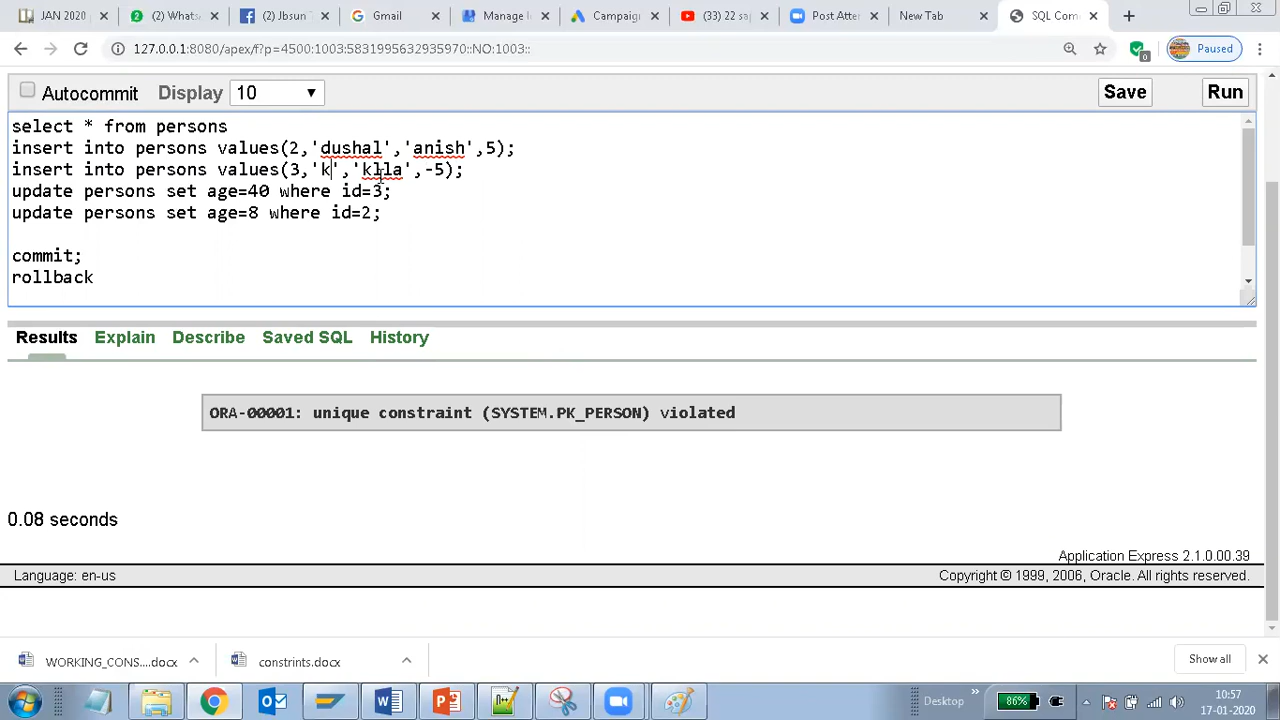 JAN 2020
(2) Whats
(2) Jbsun
Gmail
Manage
Campaig
(33) 22 sa
Posts Atte
New Tab
SQL Com
127.0.0.1:8080/apex/f?p=4500:1003:5831995632935970::NO:1003::
Paused
Autocommit Display 10 Save Run
select * from persons
insert into persons values(2,'dushal','anish',5);
insert into persons values(3,'k','klla',-5);
update persons set age=40 where id=3;
update persons set age=8 where id=2;
commit;
rollback
Results Explain Describe Saved SQL History
ORA-00001: unique constraint (SYSTEM.PK_PERSON) violated
0.08 seconds
Application Express 2.1.0.00.39
Language: en-us Copyright © 1999, 2006, Oracle. All rights reserved.
WORKING_CONS....docx constrints.docx Show all
Desktop 86% 10:57
17-01-2020